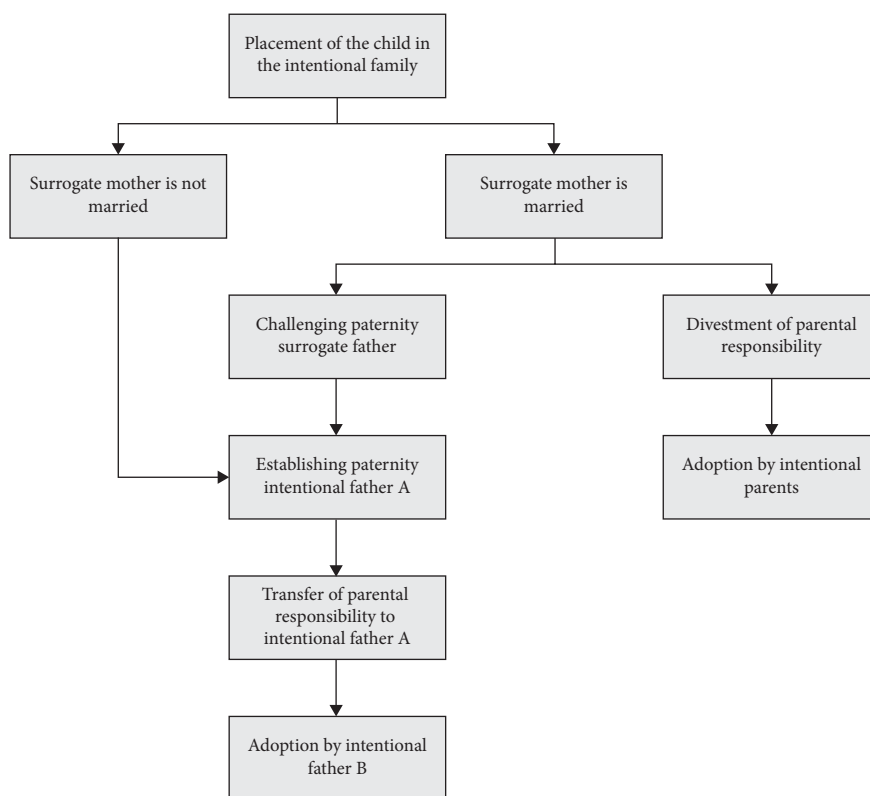 Placement of the child in
the intentional family
Surrogate mother is not
married
Surrogate mother is
married
Challenging paternity
surrogate father
Divestment of parental
responsibility
Establishing paternity
intentional father A
Adoption by intentional
parents
Transfer of parental
responsibility to
intentional father A
Adoption by intentional
father B